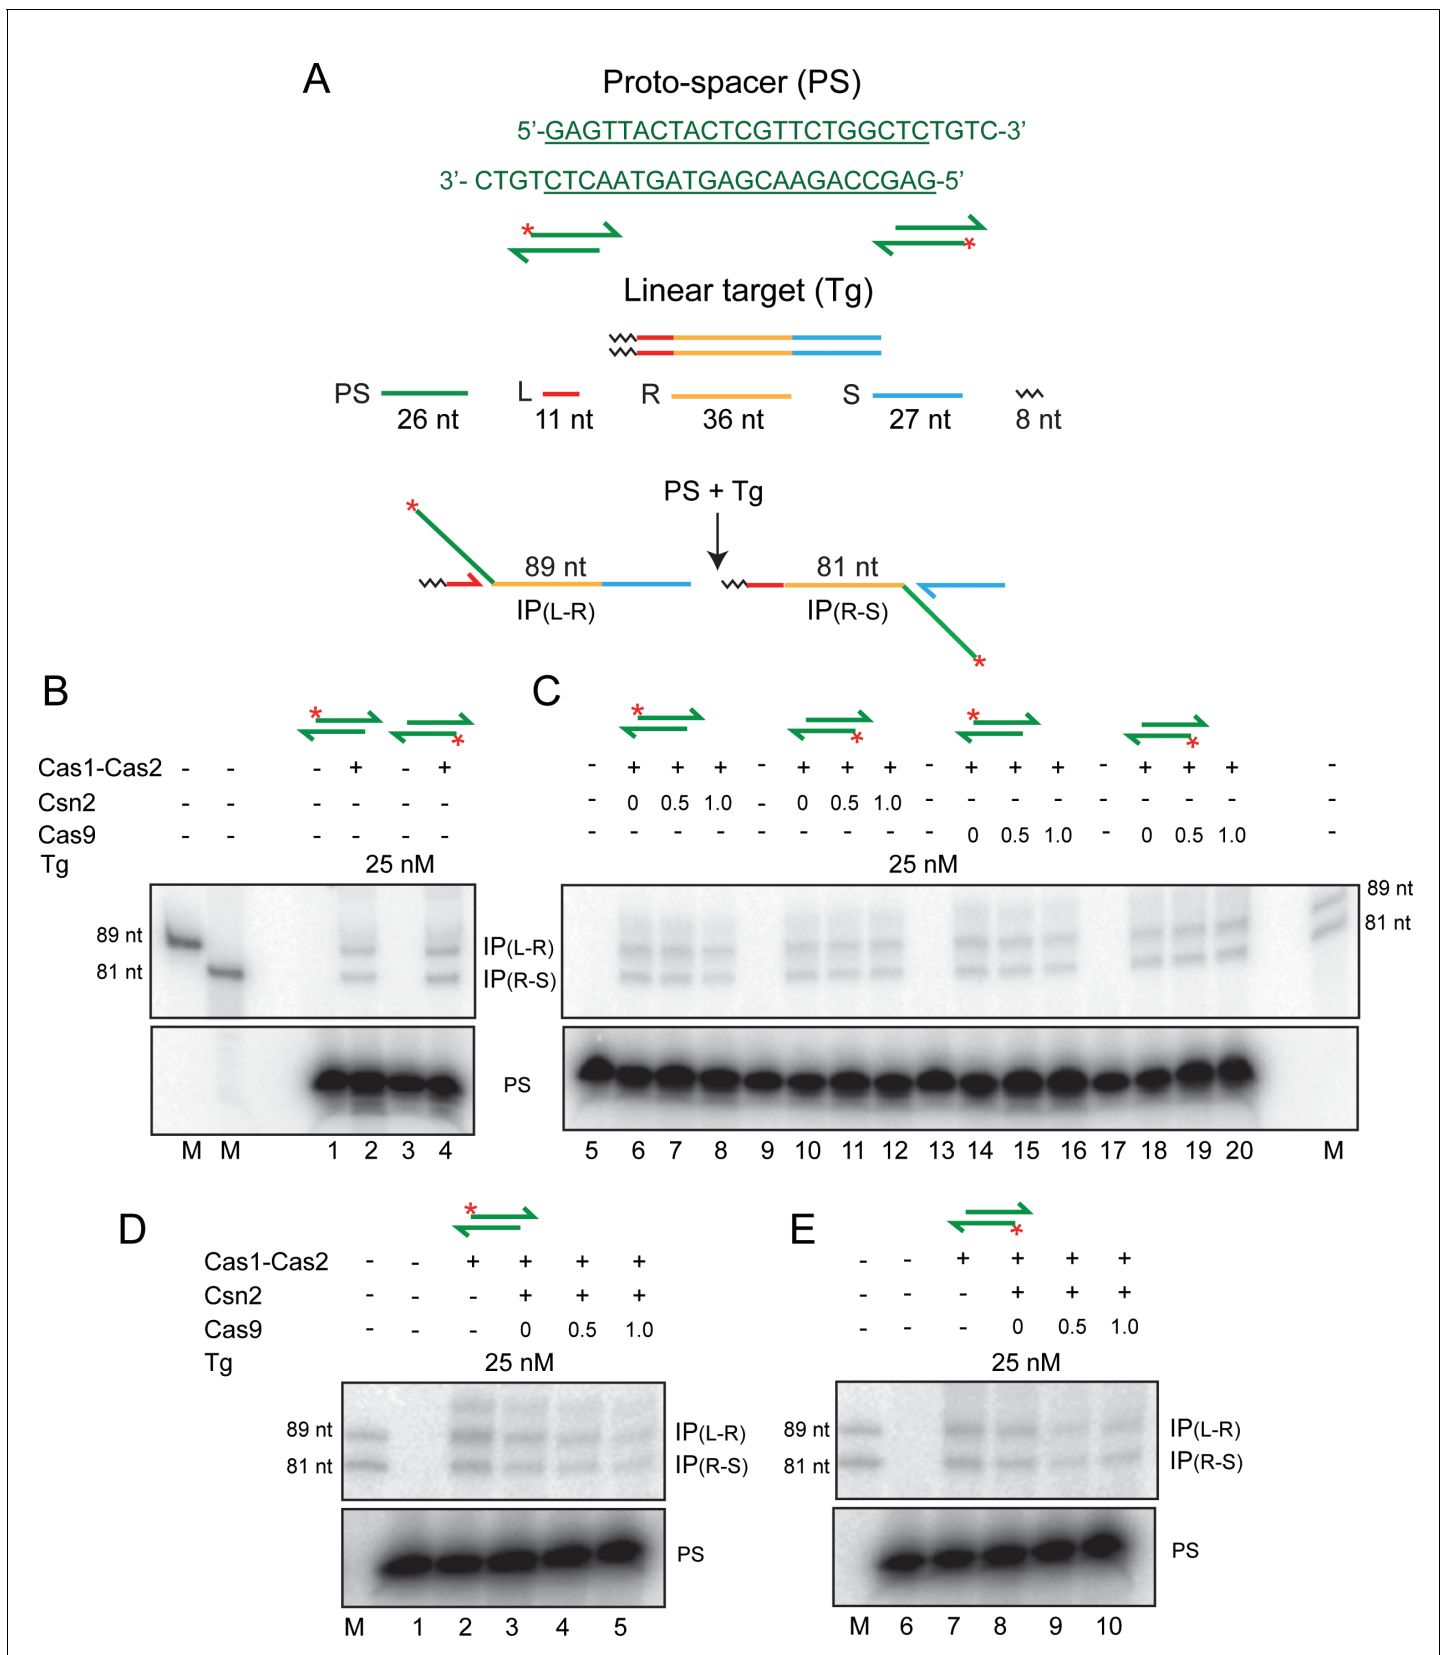 A
Proto-spacer (PS)
5’-GAGTTACTACTCGTTCTGGCTCTGTC-3’
3’- CTGTCTCAATGATGAGCAAGACCGAG-5’
* *
Linear target (Tg)
PS L R S
26 nt 11 nt 36 nt 27 nt 8 nt
PS + Tg
*
89 nt 81 nt
IP(L-R) IP(R-S)
*
B
* *
Cas1-Cas2 - - - + - +
Csn2 - - - - - -
Cas9 - - - - - -
Tg 25 nM
89 nt IP(L-R)
81 nt IP(R-S)
PS
M M 1 2 3 4
C
* * * *
- + + + - + + + - + + + - + + + -
- 0 0.5 1.0 - 0 0.5 1.0 - - - - - - - - -
- - - - - - - - - 0 0.5 1.0 - 0 0.5 1.0 -
25 nM
89 nt
81 nt
5 6 7 8 9 10 11 12 13 14 15 16 17 18 19 20 M
D
*
Cas1-Cas2 - - + + + +
Csn2 - - - + + +
Cas9 - - - 0 0.5 1.0
Tg 25 nM
89 nt IP(L-R)
81 nt IP(R-S)
PS
M 1 2 3 4 5
E
*
- - + + + +
- - - + + +
- - - 0 0.5 1.0
25 nM
89 nt IP(L-R)
81 nt IP(R-S)
PS
M 6 7 8 9 10